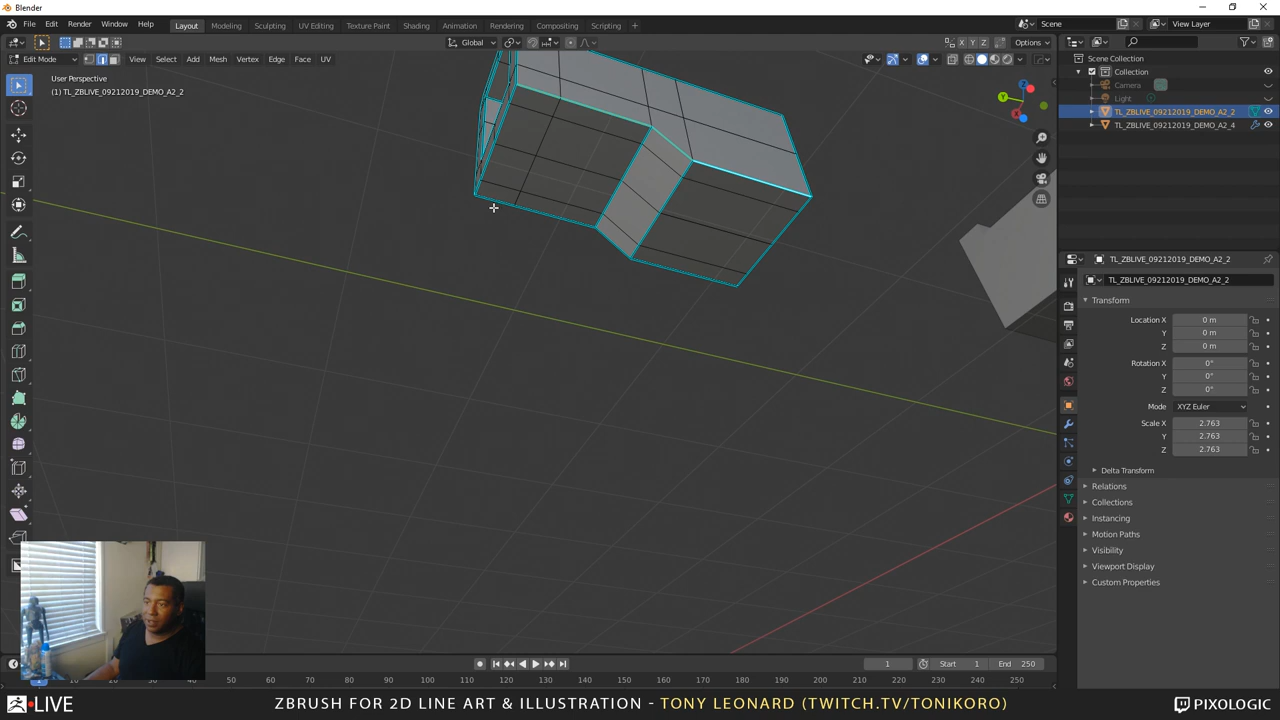 Blender
File Edit Render Window Help Layout Modeling Sculpting UV Editing Texture Paint Shading Animation Rendering Compositing Scripting + Scene View Layer
Global X Y Z Options
Edit Mode View Select Add Mesh Vertex Edge Face UV
User Perspective
(1) TL_ZBLIVE_09212019_DEMO_A2_2
Scene Collection
Collection
Camera
Light
TL_ZBLIVE_09212019_DEMO_A2_2
TL_ZBLIVE_09212019_DEMO_A2_4
Z
Y
X
TL_ZBLIVE_09212019_DEMO_A2_2
TL_ZBLIVE_09212019_DEMO_A2_2
Transform
Location X 0 m
Y 0 m
Z 0 m
Rotation X 0°
Y 0°
Z 0°
Mode XYZ Euler
Scale X 2.763
Y 2.763
Z 2.763
Delta Transform
Relations
Collections
Instancing
Motion Paths
Visibility
Viewport Display
Custom Properties
1 Start 1 End 250
1 50 60 70 80 90 100 110 120 130 140 150 160 170 180 190 200 210 220 230 240 250
LIVE ZBRUSH FOR 2D LINE ART & ILLUSTRATION - TONY LEONARD (TWITCH.TV/TONIKORO) PIXOLOGIC